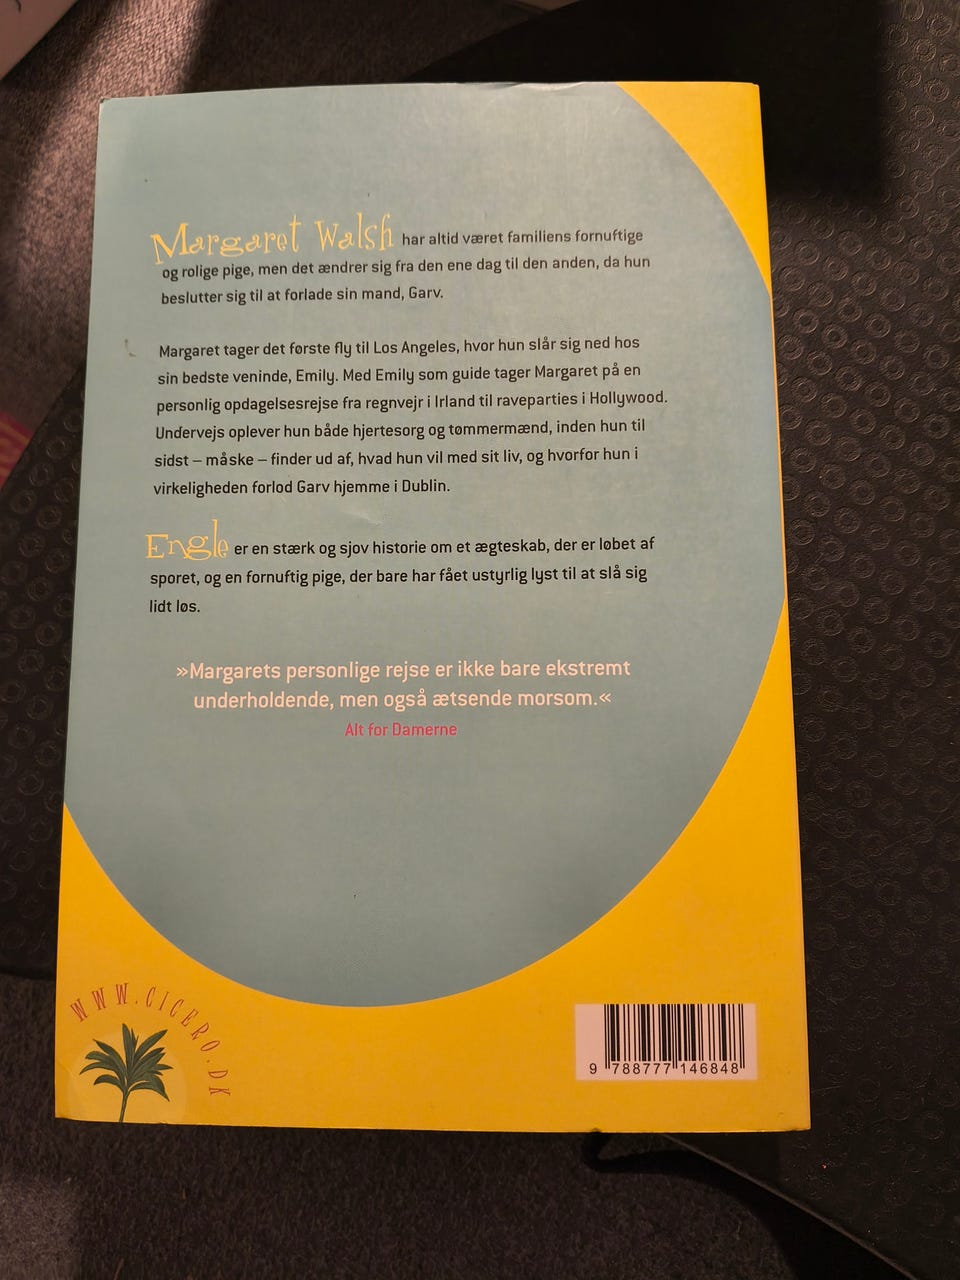 Margaret Walsh har altid været familiens fornuftige
og rolige pige, men det ændrer sig fra den ene dag til den anden, da hun
beslutter sig til at forlade sin mand, Garv.
Margaret tager det første fly til Los Angeles, hvor hun slår sig ned hos
sin bedste veninde, Emily. Med Emily som guide tager Margaret på en
personlig opdagelsesrejse fra regnvejr i Irland til raveparties i Hollywood.
Undervejs oplever hun både hjertesorg og tømmermænd, inden hun til
sidst – måske – finder ud af, hvad hun vil med sit liv, og hvorfor hun i
virkeligheden forlod Garv hjemme i Dublin.
Engle er en stærk og sjov historie om et ægteskab, der er løbet af
sporet, og en fornuftig pige, der bare har fået ustyrlig lyst til at slå sig
lidt løs.
»Margarets personlige rejse er ikke bare ekstremt
underholdende, men også ætsende morsom.«
Alt for Damerne
WWW.CICERO.DK
9 788777 146848